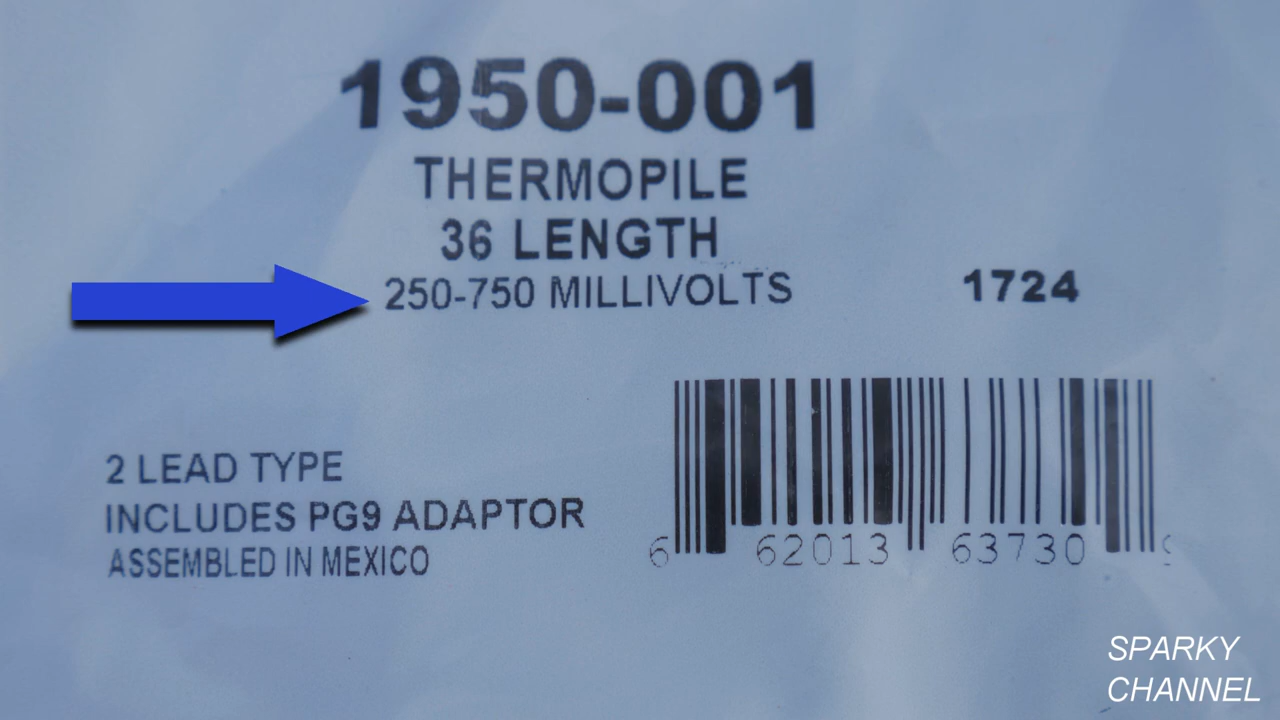 1950-001
THERMOPILE
36 LENGTH
250-750 MILLIVOLTS
1724
2 LEAD TYPE
INCLUDES PG9 ADAPTOR
ASSEMBLED IN MEXICO
6 62013 63730
SPARKY
CHANNEL